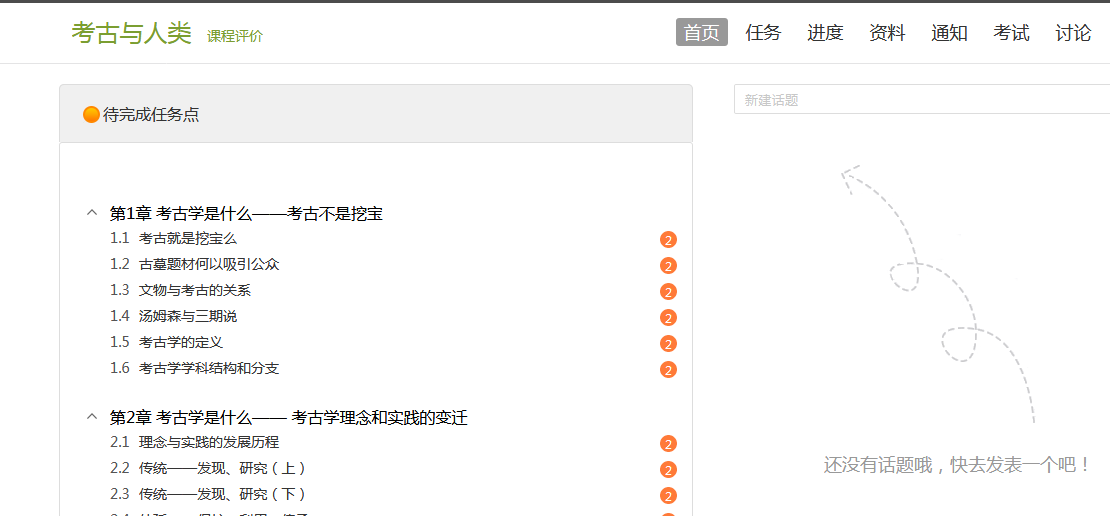 考古与人类 课程评价
首页 任务 进度 资料 通知 考试 讨论
待完成任务点
新建话题
第1章 考古学是什么——考古不是挖宝
1.1 考古就是挖宝么 2
1.2 古墓题材何以吸引公众 2
1.3 文物与考古的关系 2
1.4 汤姆森与三期说 2
1.5 考古学的定义 2
1.6 考古学学科结构和分支 2
第2章 考古学是什么—— 考古学理念和实践的变迁
2.1 理念与实践的发展历程 2
2.2 传统——发现、研究（上） 2
2.3 传统——发现、研究（下） 2
还没有话题哦，快去发表一个吧！